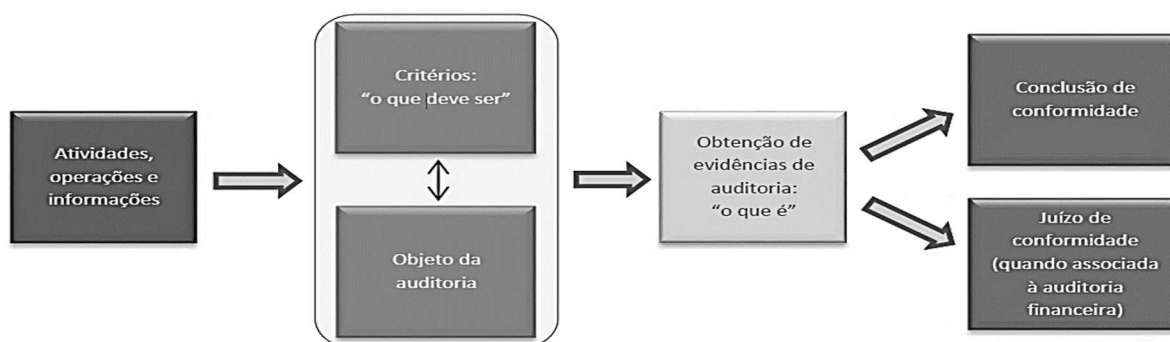 Atividades,
operações e
informações
Critérios:
“o que deve ser”
Objeto da
auditoria
Obtenção de
evidências de
auditoria:
“o que é”
Conclusão de
conformidade
Juízo de
conformidade
(quando associada
à auditoria
financeira)